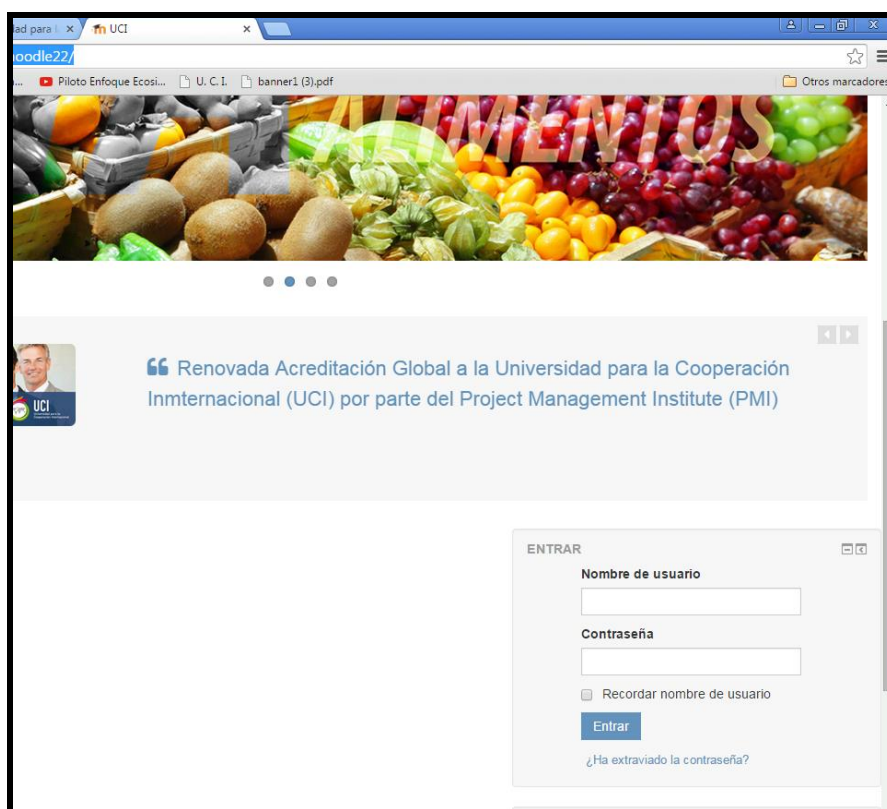 dad para
UCI
oodle22/
Piloto Enfoque Ecosi...
U. C. I.
banner1 (3).pdf
Otros marcadores
ALIMENTOS
Renovada Acreditación Global a la Universidad para la Cooperación
Inmternacional (UCI) por parte del Project Management Institute (PMI)
UCI
ENTRAR
Nombre de usuario
Contraseña
Recordar nombre de usuario
Entrar
¿Ha extraviado la contraseña?